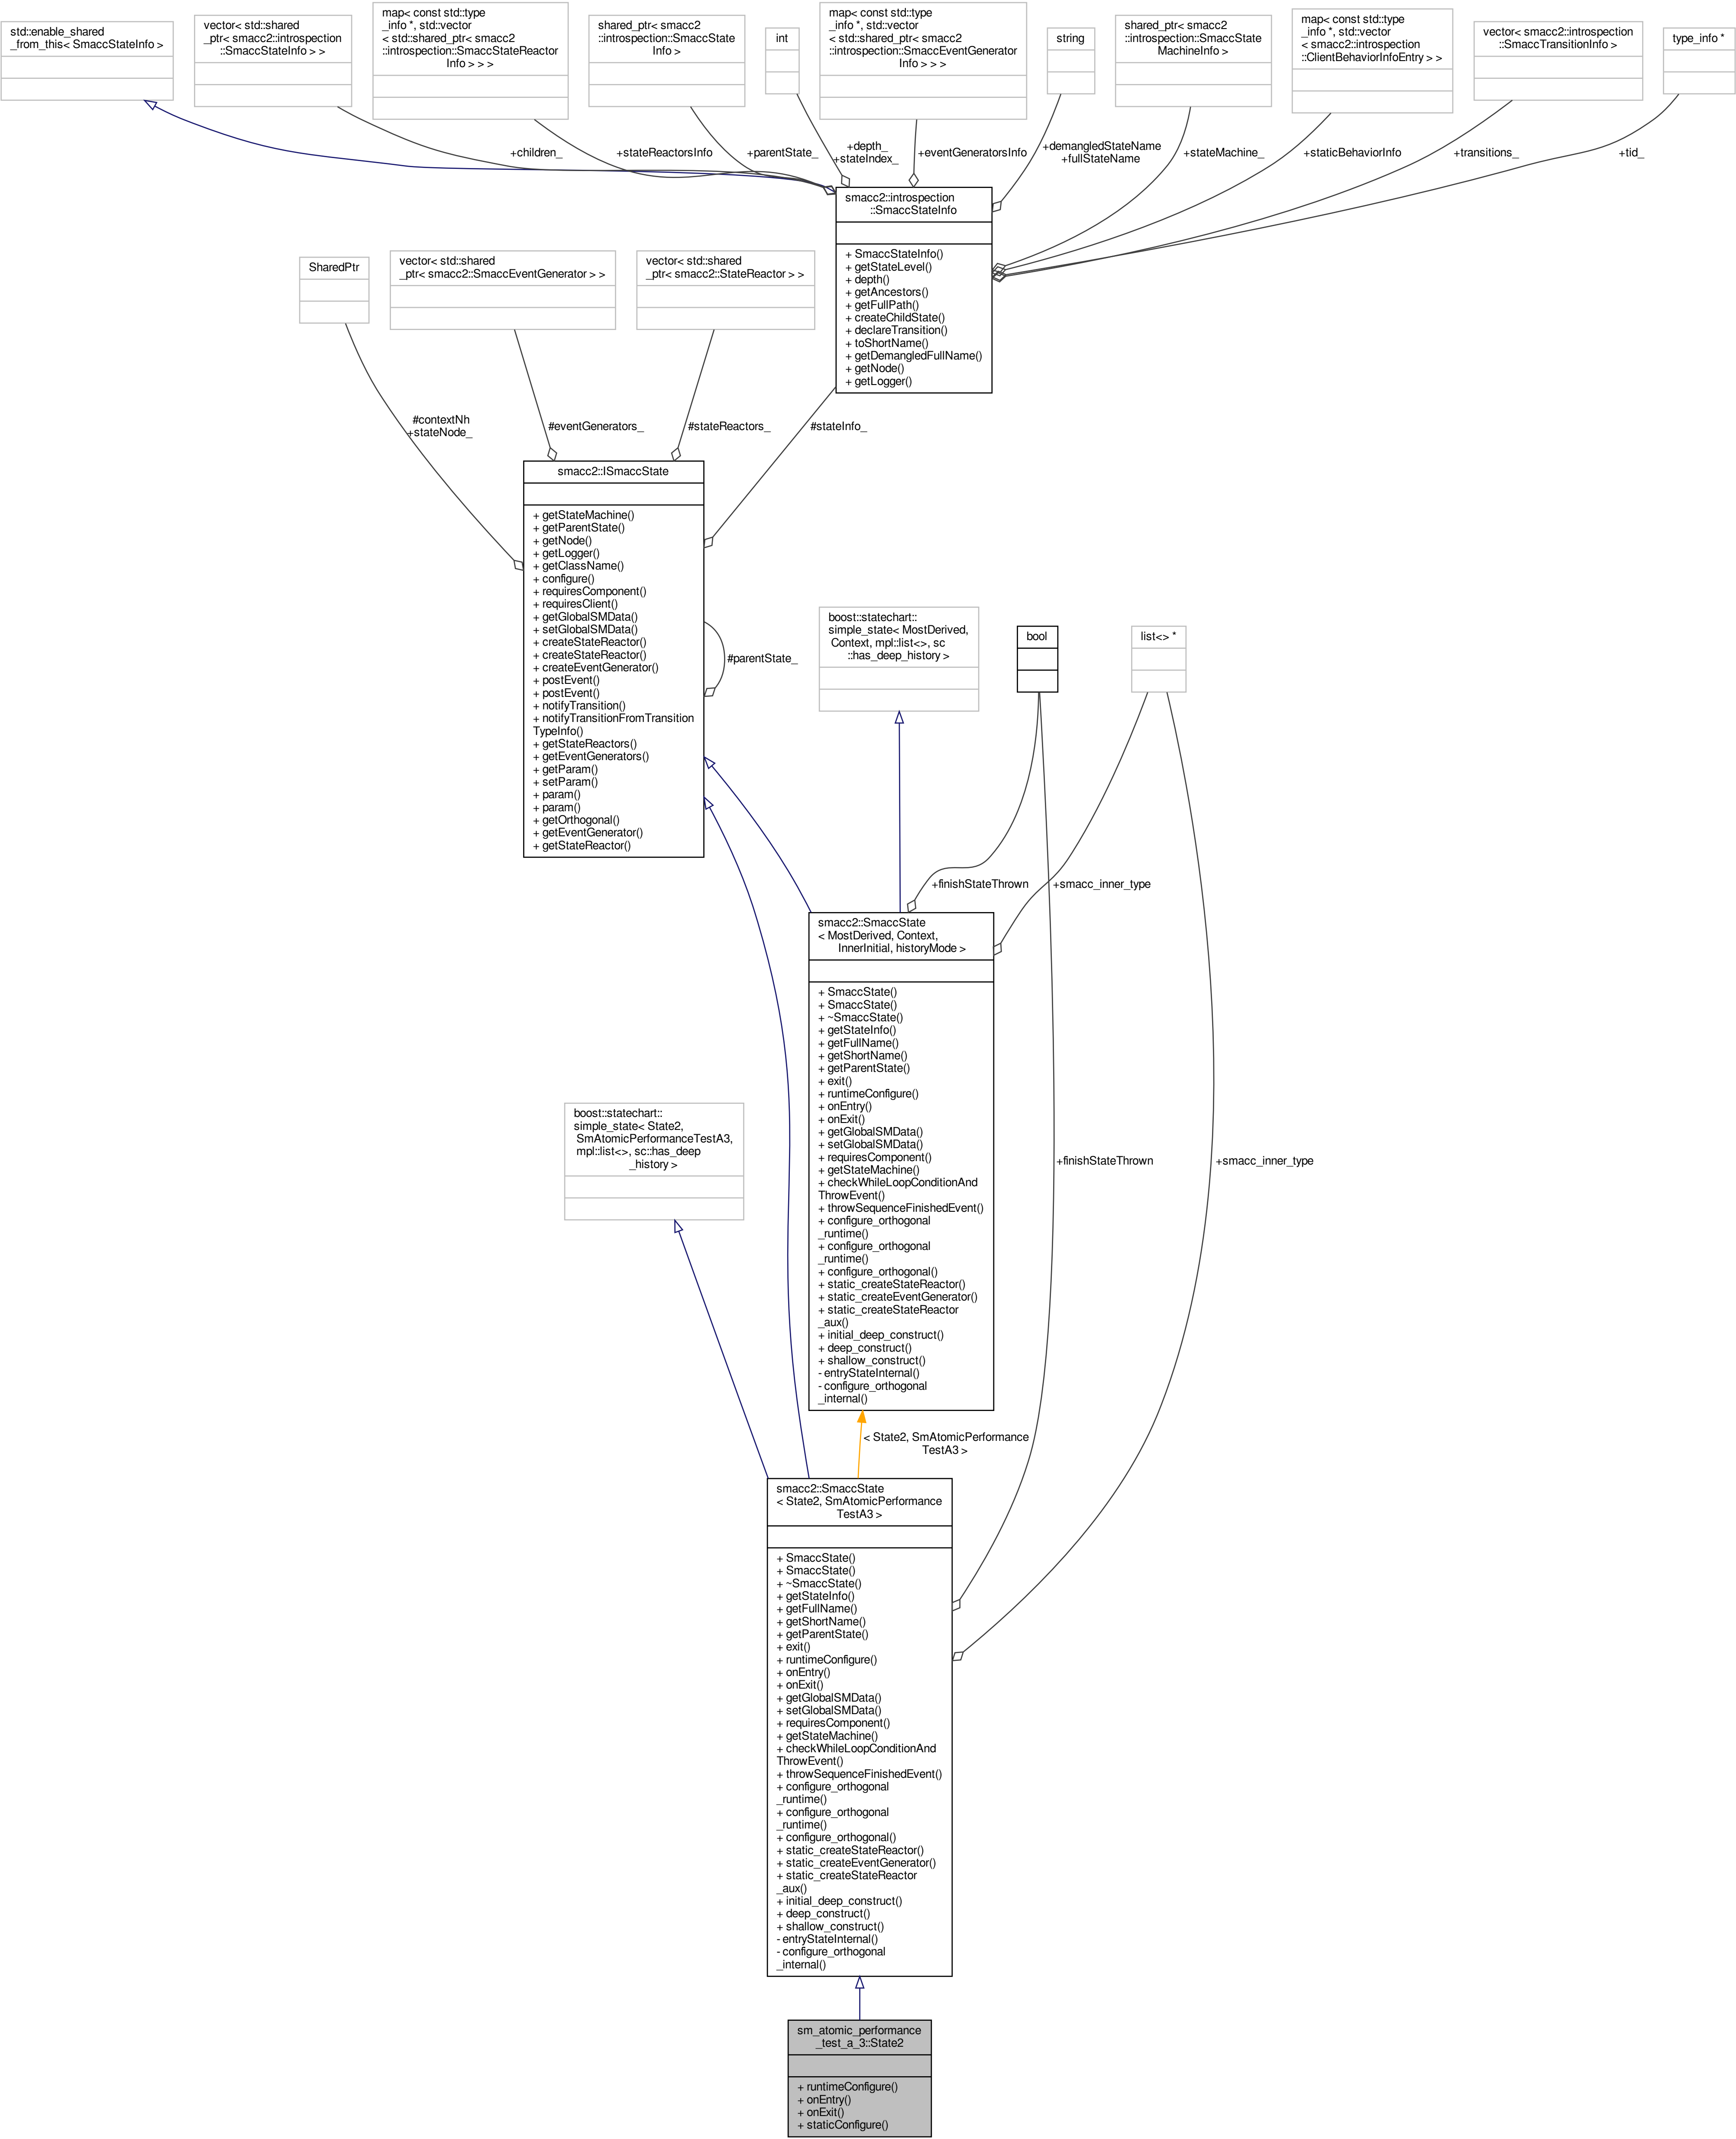 std::enable_shared
_from_this< SmaccStateInfo >
vector< std::shared
_ptr< smacc2::introspection
::SmaccStateInfo > >
map< const std::type
_info *, std::vector
< std::shared_ptr< smacc2
::introspection::SmaccStateReactor
Info > > >
shared_ptr< smacc2
::introspection::SmaccState
Info >
int
map< const std::type
_info *, std::vector
< std::shared_ptr< smacc2
::introspection::SmaccEventGenerator
Info > > >
string
shared_ptr< smacc2
::introspection::SmaccState
MachineInfo >
map< const std::type
_info *, std::vector
< smacc2::introspection
::ClientBehaviorInfoEntry > >
vector< smacc2::introspection
::SmaccTransitionInfo >
type_info *
+children_
+stateReactorsInfo
+parentState_
+depth_
+stateIndex_
+eventGeneratorsInfo
+demangledStateName
+fullStateName
+stateMachine_
+staticBehaviorInfo
+transitions_
+tid_
smacc2::introspection
::SmaccStateInfo
+ SmaccStateInfo()
+ getStateLevel()
+ depth()
+ getAncestors()
+ getFullPath()
+ createChildState()
+ declareTransition()
+ toShortName()
+ getDemangledFullName()
+ getNode()
+ getLogger()
SharedPtr
vector< std::shared
_ptr< smacc2::SmaccEventGenerator > >
vector< std::shared
_ptr< smacc2::StateReactor > >
#contextNh
+stateNode_
#eventGenerators_
#stateReactors_
#stateInfo_
smacc2::ISmaccState
+ getStateMachine()
+ getParentState()
+ getNode()
+ getLogger()
+ getClassName()
+ configure()
+ requiresComponent()
+ requiresClient()
+ getGlobalSMData()
+ setGlobalSMData()
+ createStateReactor()
+ createStateReactor()
+ createEventGenerator()
+ postEvent()
+ postEvent()
+ notifyTransition()
+ notifyTransitionFromTransition
TypeInfo()
+ getStateReactors()
+ getEventGenerators()
+ getParam()
+ setParam()
+ param()
+ param()
+ getOrthogonal()
+ getEventGenerator()
+ getStateReactor()
#parentState_
boost::statechart::
simple_state< MostDerived,
Context, mpl::list<>, sc
::has_deep_history >
bool
list<> *
+finishStateThrown
+smacc_inner_type
smacc2::SmaccState
< MostDerived, Context,
InnerInitial, historyMode >
+ SmaccState()
+ SmaccState()
+ ~SmaccState()
+ getStateInfo()
+ getFullName()
+ getShortName()
+ getParentState()
+ exit()
+ runtimeConfigure()
+ onEntry()
+ onExit()
+ getGlobalSMData()
+ setGlobalSMData()
+ requiresComponent()
+ getStateMachine()
+ checkWhileLoopConditionAnd
ThrowEvent()
+ throwSequenceFinishedEvent()
+ configure_orthogonal
_runtime()
+ configure_orthogonal
_runtime()
+ configure_orthogonal()
+ static_createStateReactor()
+ static_createEventGenerator()
+ static_createStateReactor
_aux()
+ initial_deep_construct()
+ deep_construct()
+ shallow_construct()
- entryStateInternal()
- configure_orthogonal
_internal()
boost::statechart::
simple_state< State2,
SmAtomicPerformanceTestA3,
mpl::list<>, sc::has_deep
_history >
+finishStateThrown
+smacc_inner_type
< State2, SmAtomicPerformance
TestA3 >
smacc2::SmaccState
< State2, SmAtomicPerformance
TestA3 >
+ SmaccState()
+ SmaccState()
+ ~SmaccState()
+ getStateInfo()
+ getFullName()
+ getShortName()
+ getParentState()
+ exit()
+ runtimeConfigure()
+ onEntry()
+ onExit()
+ getGlobalSMData()
+ setGlobalSMData()
+ requiresComponent()
+ getStateMachine()
+ checkWhileLoopConditionAnd
ThrowEvent()
+ throwSequenceFinishedEvent()
+ configure_orthogonal
_runtime()
+ configure_orthogonal
_runtime()
+ configure_orthogonal()
+ static_createStateReactor()
+ static_createEventGenerator()
+ static_createStateReactor
_aux()
+ initial_deep_construct()
+ deep_construct()
+ shallow_construct()
- entryStateInternal()
- configure_orthogonal
_internal()
sm_atomic_performance
_test_a_3::State2
+ runtimeConfigure()
+ onEntry()
+ onExit()
+ staticConfigure()